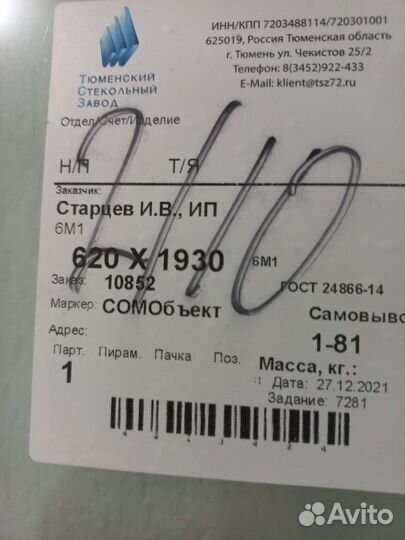 ИНН/КПП 7203488114/720301001
625019, Россия Тюменская область
г. Тюмень ул. Чекистов 25/2
Телефон: 8(3452)922-433
E-Mail: klient@tsz72.ru
Тюменский
Стекольный
Завод
Отдел/Счет/Изделие
Н/П Т/Я
Заказчик:
Старцев И.В., ИП
6М1
620 X 1930 6М1
Заказ: 10852 ГОСТ 24866-14
Маркер: СОМОбъект Самовыво
Адрес: 1-81
Парт. Пирам. Пачка Поз. Масса, кг.:
1 Дата: 27.12.2021
Задание: 7281
Avito